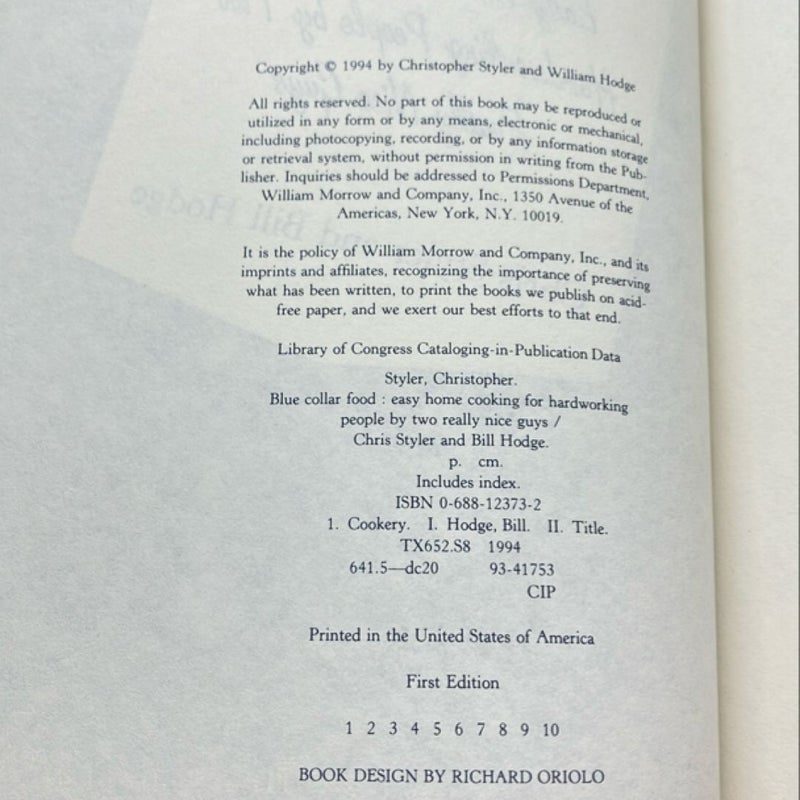 Copyright © 1994 by Christopher Styler and William Hodge
All rights reserved. No part of this book may be reproduced or
utilized in any form or by any means, electronic or mechanical,
including photocopying, recording, or by any information storage
or retrieval system, without permission in writing from the Pub-
lisher. Inquiries should be addressed to Permissions Department,
William Morrow and Company, Inc., 1350 Avenue of the
Americas, New York, N.Y. 10019.
It is the policy of William Morrow and Company, Inc., and its
imprints and affiliates, recognizing the importance of preserving
what has been written, to print the books we publish on acid-
free paper, and we exert our best efforts to that end.
Library of Congress Cataloging-in-Publication Data
Styler, Christopher.
Blue collar food : easy home cooking for hardworking
people by two really nice guys /
Chris Styler and Bill Hodge.
p. cm.
Includes index.
ISBN 0-688-12373-2
1. Cookery. I. Hodge, Bill. II. Title.
TX652.S8 1994
641.5—dc20 93-41753
CIP
Printed in the United States of America
First Edition
1 2 3 4 5 6 7 8 9 10
BOOK DESIGN BY RICHARD ORIOLO